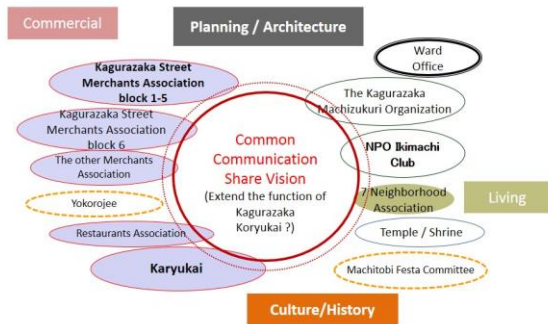 Commercial
Planning / Architecture
Ward
Office
Kagurazaka Street
Merchants Association
block 1-5
The Kagurazaka
Machizukuri Organization
Kagurazaka Street
Merchants Association
block 6
Common
Communication
Share Vision
(Extend the function of
Kagurazaka
Koryukai ?)
NPO Ikimachi
Club
The other Merchants
Association
7 Neighborhood
Association
Living
Yokorojee
Restaurants Association
Temple / Shrine
Karyukai
Machitobi Festa Committee
Culture/History